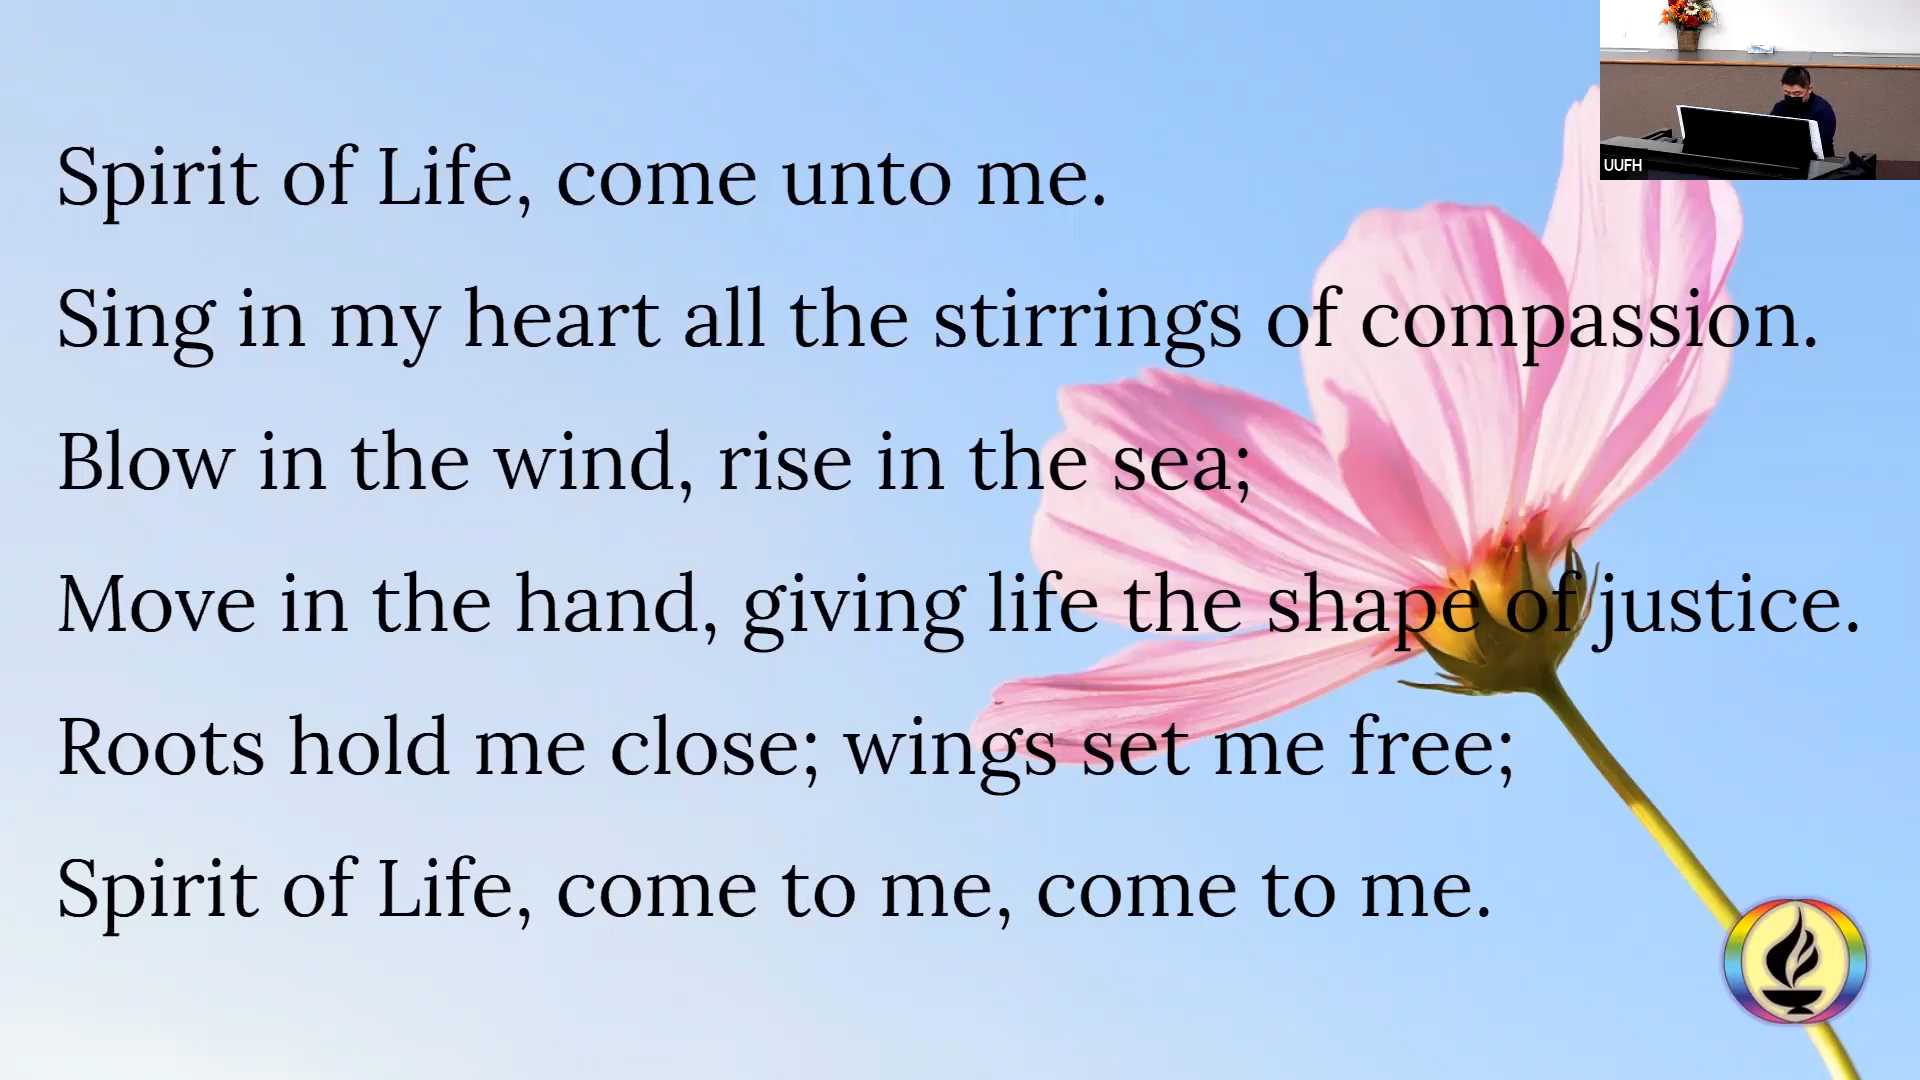 Spirit of Life, come unto me.
Sing in my heart all the stirrings of compassion.
Blow in the wind, rise in the sea;
Move in the hand, giving life the shape of justice.
Roots hold me close; wings set me free;
Spirit of Life, come to me, come to me.
UUFH